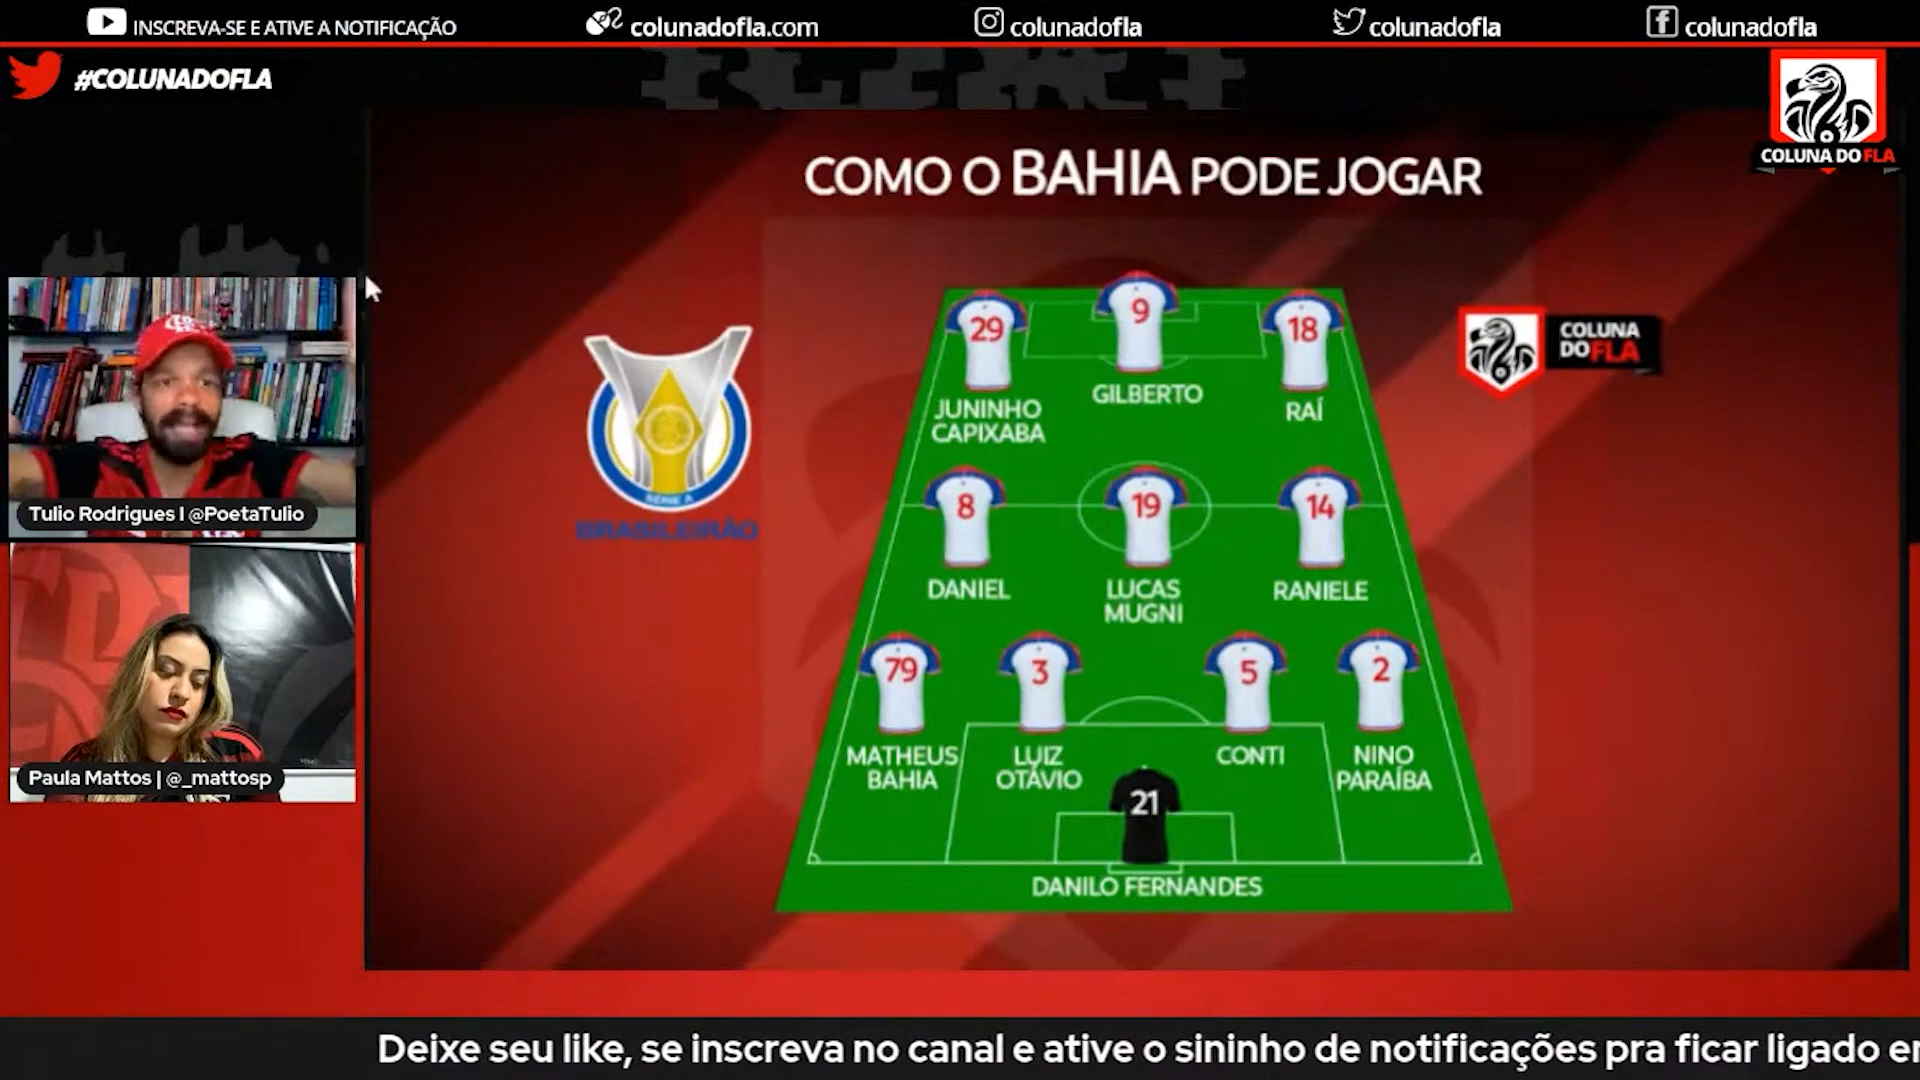 INSCREVA-SE E ATIVE A NOTIFICAÇÃO
colunadofla.com
colunadofla
colunadofla
colunadofla
#COLUNADOFLA
COLUNA DO FLA
COMO O BAHIA PODE JOGAR
29
9
18
COLUNA
DO FLA
JUNINHO
CAPIXABA
GILBERTO
RAÍ
SÉRIE A
BRASILEIRÃO
8
19
14
DANIEL
LUCAS
MUGNI
RANIELE
Tulio Rodrigues | @PoetaTulio
79
3
5
2
MATHEUS
BAHIA
LUIZ
OTÁVIO
CONTI
NINO
PARAÍBA
Paula Mattos | @_mattosp
21
DANILO FERNANDES
Deixe seu like, se inscreva no canal e ative o sininho de notificações pra ficar ligado